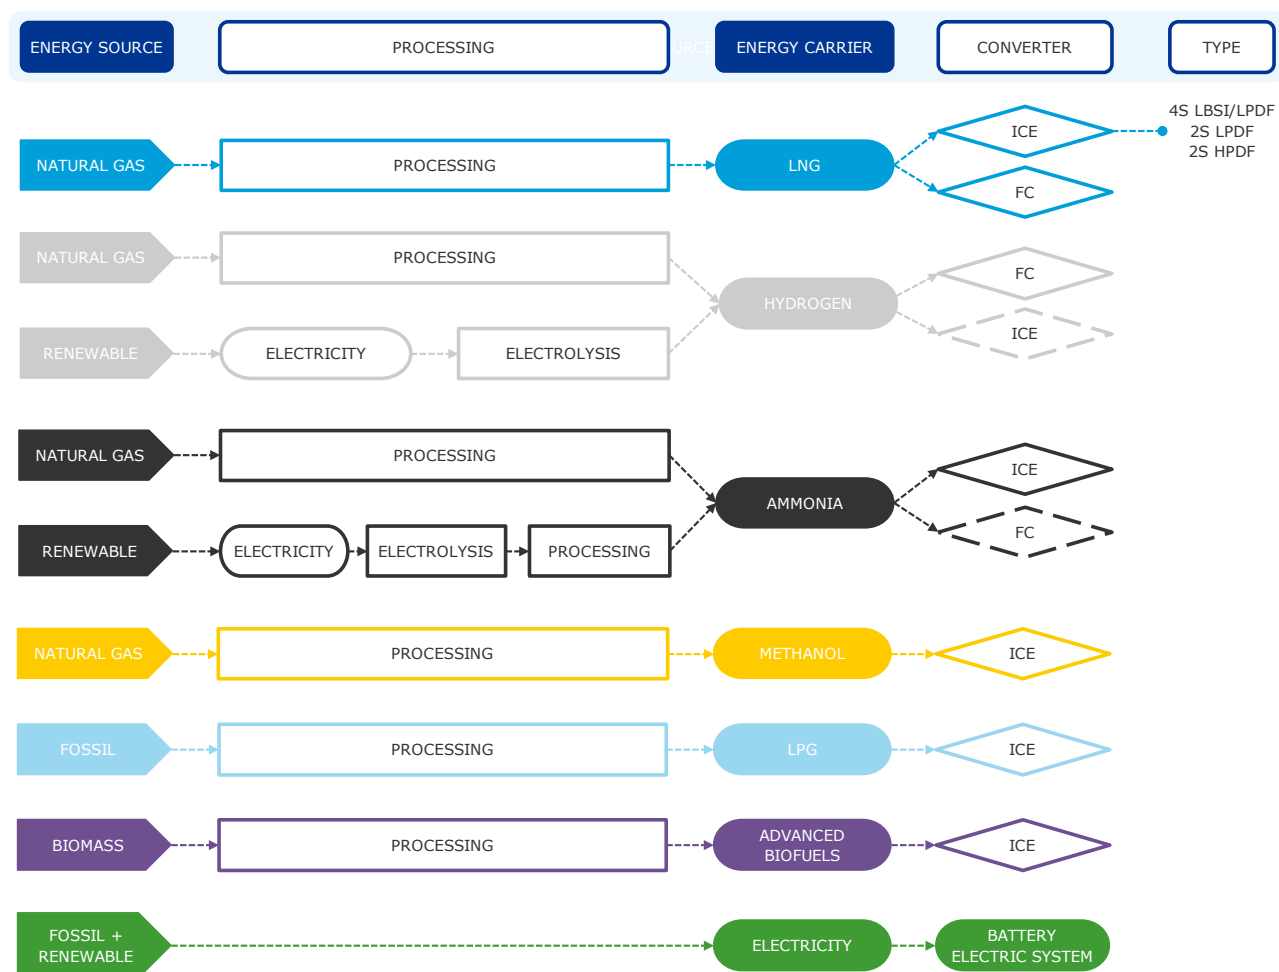 ENERGY SOURCE
PROCESSING
URCE
ENERGY CARRIER
CONVERTER
TYPE
NATURAL GAS
PROCESSING
LNG
ICE
FC
4S LBSI/LPDF
2S LPDF
2S HPDF
NATURAL GAS
PROCESSING
RENEWABLE
ELECTRICITY
ELECTROLYSIS
HYDROGEN
FC
ICE
NATURAL GAS
PROCESSING
RENEWABLE
ELECTRICITY
ELECTROLYSIS
PROCESSING
AMMONIA
ICE
FC
NATURAL GAS
PROCESSING
METHANOL
ICE
FOSSIL
PROCESSING
LPG
ICE
BIOMASS
PROCESSING
ADVANCED
BIOFUELS
ICE
FOSSIL +
RENEWABLE
ELECTRICITY
BATTERY
ELECTRIC SYSTEM